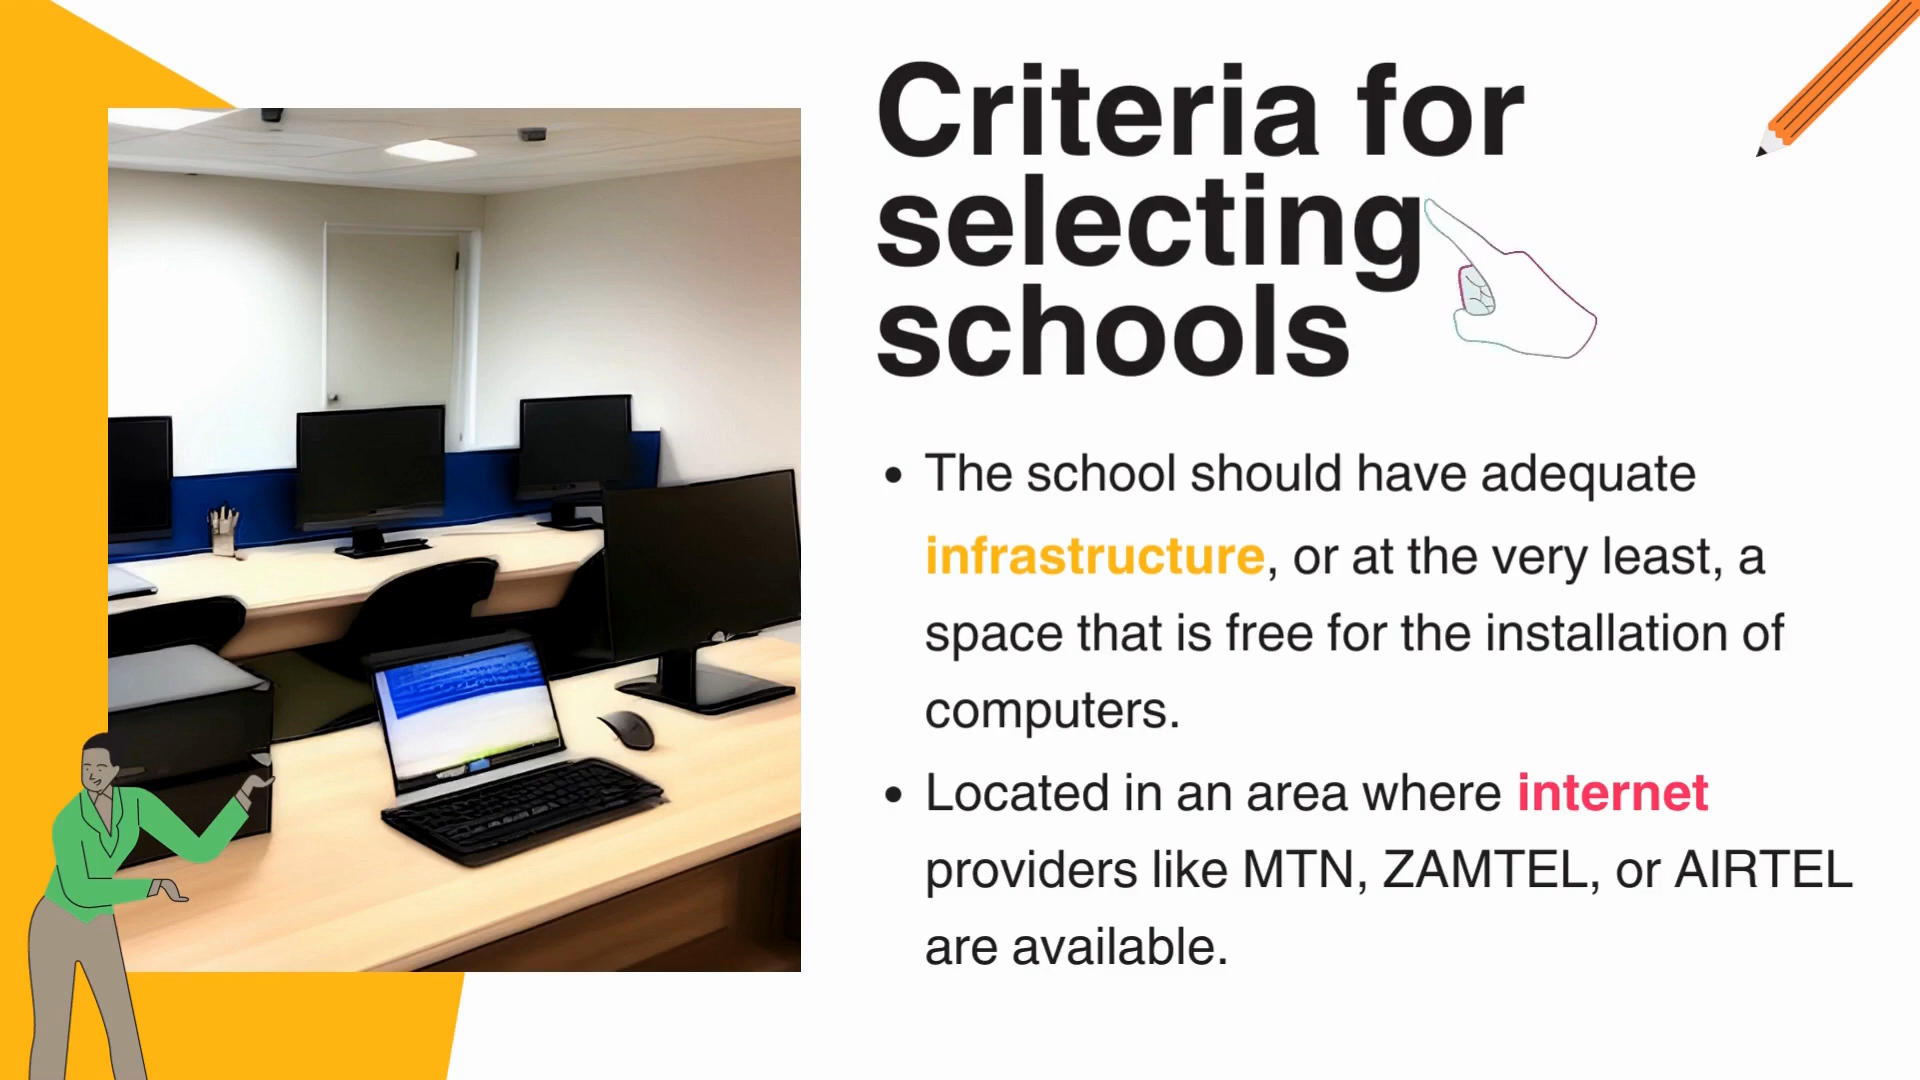 Criteria for
selecting
schools
• The school should have adequate
infrastructure, or at the very least, a
space that is free for the installation of
computers.
• Located in an area where internet
providers like MTN, ZAMTEL, or AIRTEL
are available.